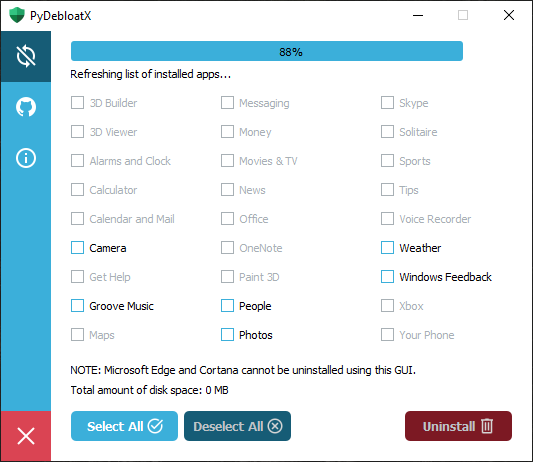 PyDebloatX
88%
Refreshing list of installed apps...
3D Builder Messaging Skype
3D Viewer Money Solitaire
Alarms and Clock Movies & TV Sports
Calculator News Tips
Calendar and Mail Office Voice Recorder
Camera OneNote Weather
Get Help Paint 3D Windows Feedback
Groove Music People Xbox
Maps Photos Your Phone
NOTE: Microsoft Edge and Cortana cannot be uninstalled using this GUI.
Total amount of disk space: 0 MB
Select All Deselect All Uninstall